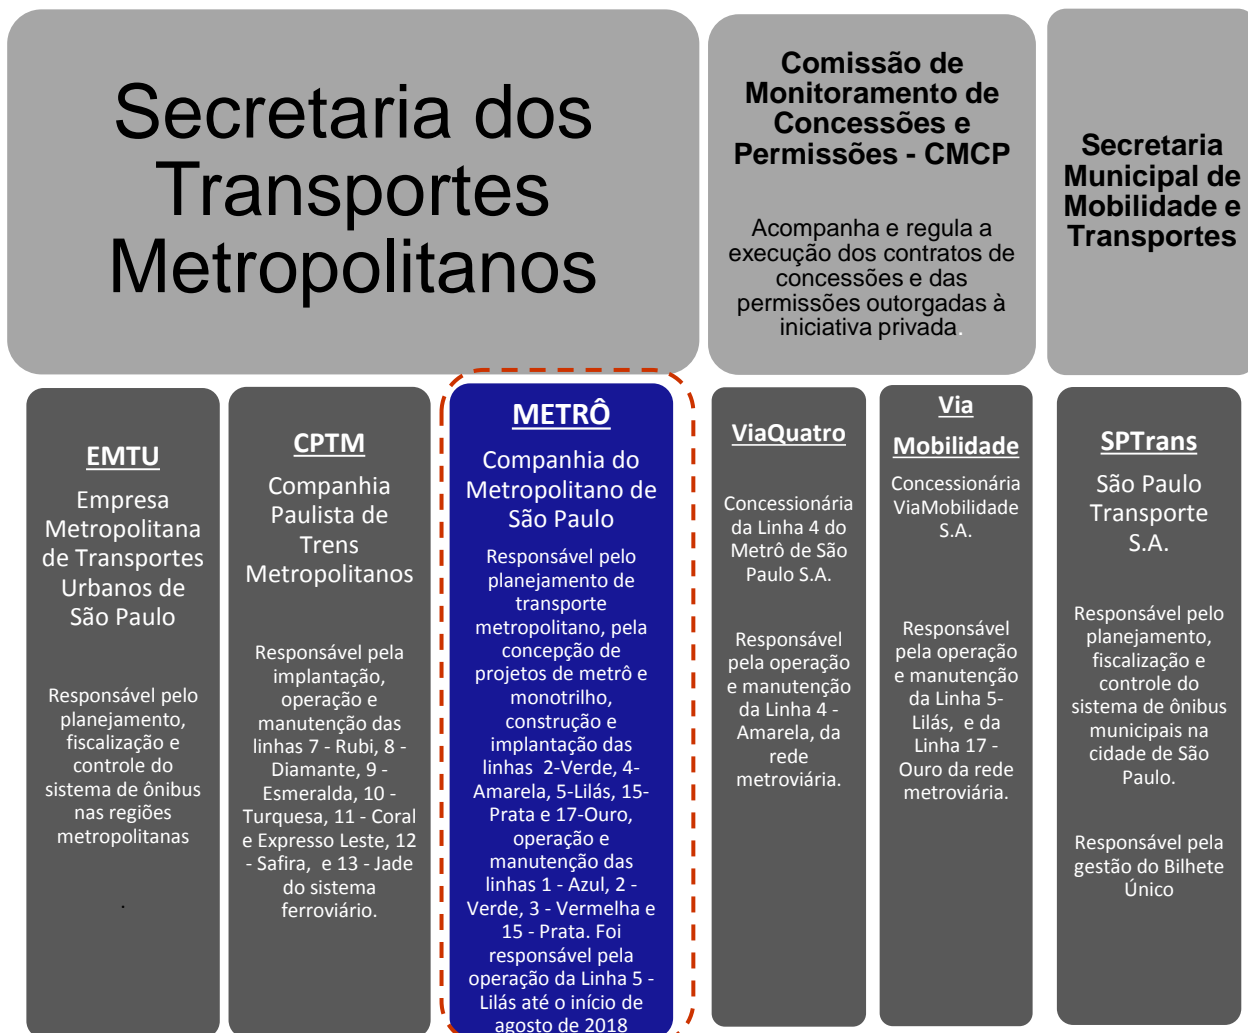 Secretaria dos
Transportes
Metropolitanos
Comissão de
Monitoramento de
Concessões e
Permissões - CMCP
Acompanha e regula a
execução dos contratos de
concessões e das
permissões outorgadas à
iniciativa privada.
Secretaria
Municipal de
Mobilidade e
Transportes
EMTU
Empresa
Metropolitana
de Transportes
Urbanos de
São Paulo
Responsável pelo
planejamento,
fiscalização e
controle do
sistema de ônibus
nas regiões
metropolitanas
.
CPTM
Companhia
Paulista de
Trens
Metropolitanos
Responsável pela
implantação,
operação e
manutenção das
linhas 7 - Rubi, 8 -
Diamante, 9 -
Esmeralda, 10 -
Turquesa, 11 - Coral
e Expresso Leste, 12
- Safira, e 13 - Jade
do sistema
ferroviário.
METRÔ
Companhia do
Metropolitano de
São Paulo
Responsável pelo
planejamento de
transporte
metropolitano, pela
concepção de
projetos de metrô e
monotrilho,
construção e
implantação das
linhas 2-Verde, 4-
Amarela, 5-Lilás, 15-
Prata e 17-Ouro,
operação e
manutenção das
linhas 1 - Azul, 2 -
Verde, 3 - Vermelha e
15 - Prata. Foi
responsável pela
operação da Linha 5 -
Lilás até o início de
agosto de 2018
ViaQuatro
Concessionária
da Linha 4 do
Metrô de São
Paulo S.A.
Responsável
pela operação
e manutenção
da Linha 4 -
Amarela, da
rede
metroviária.
Via
Mobilidade
Concessionária
ViaMobilidade
S.A.
Responsável
pela operação
e manutenção
da Linha 5-
Lilás, e da
Linha 17 -
Ouro da rede
metroviária.
SPTrans
São Paulo
Transporte
S.A.
Responsável pelo
planejamento,
fiscalização e
controle do
sistema de ônibus
municipais na
cidade de São
Paulo.
Responsável pela
gestão do Bilhete
Único